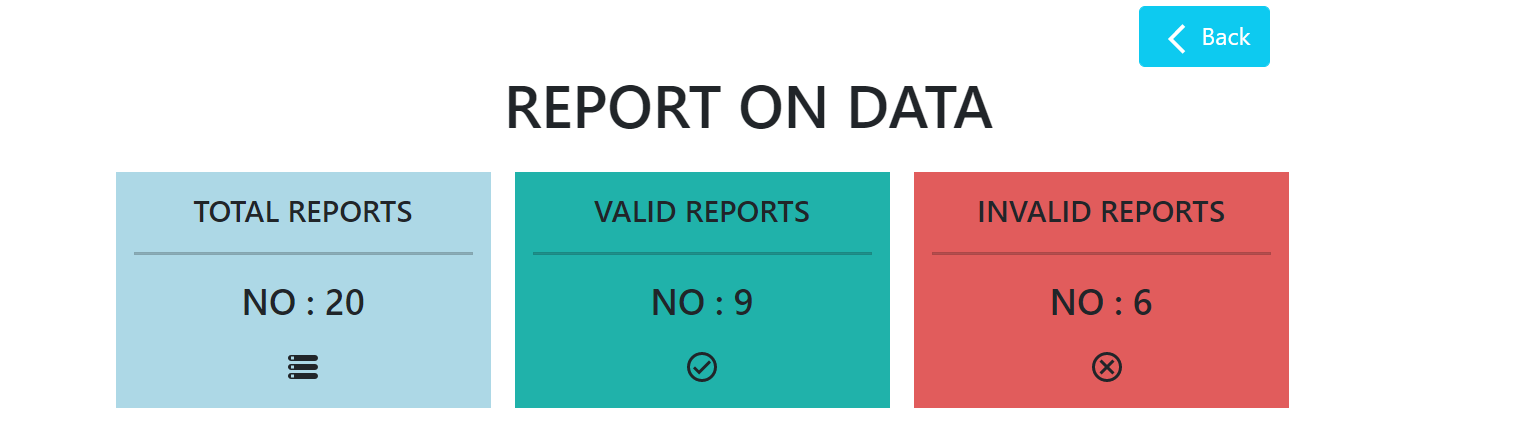 Back
REPORT ON DATA
TOTAL REPORTS
NO : 20
VALID REPORTS
NO : 9
INVALID REPORTS
NO : 6